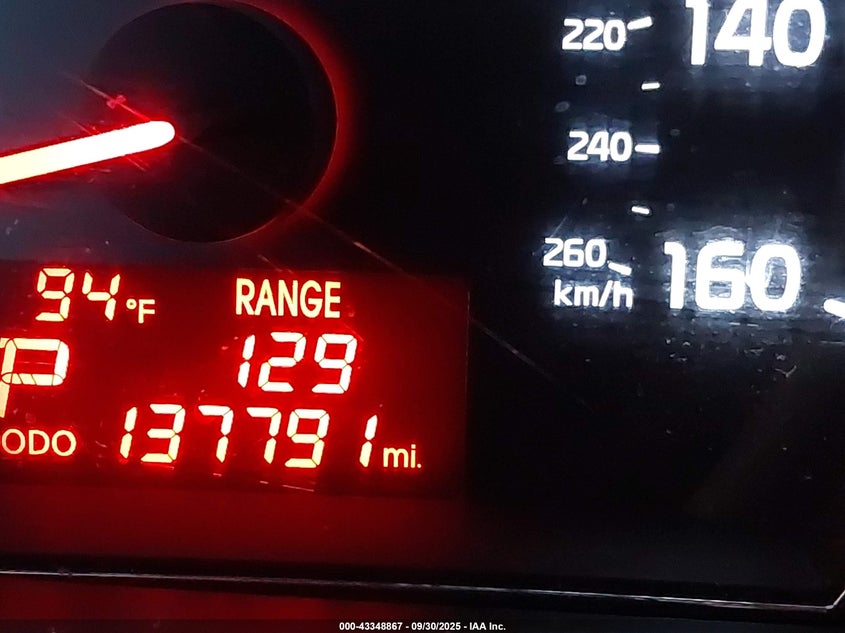 220 140
240
260 160
km/h
94°F RANGE
P 129
ODO 137791 mi.
000-43348867 - 09/30/2025 - IAA Inc.